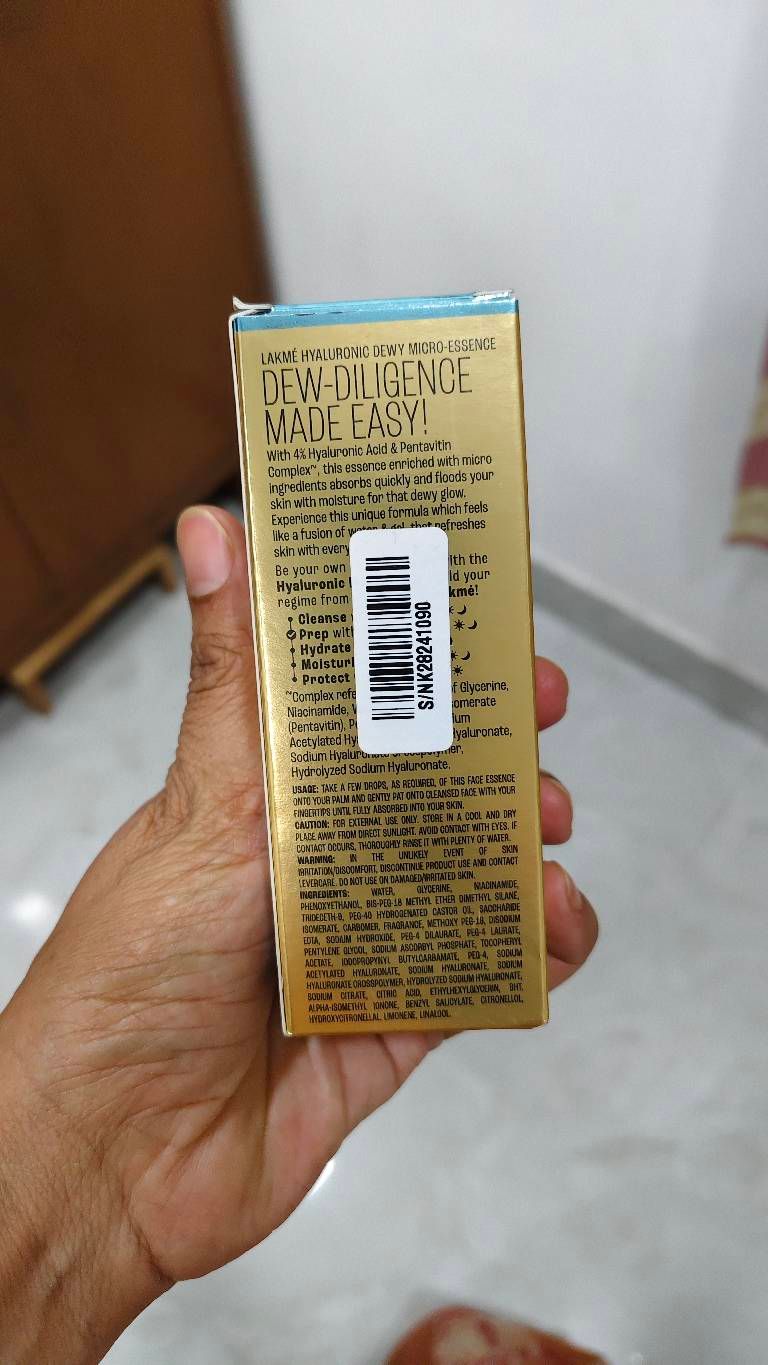 LAKMÉ HYALURONIC DEWY MICRO-ESSENCE
DEW-DILIGENCE
MADE EASY!
With 4% Hyaluronic Acid & Pentavitin
Complex™, this essence enriched with micro
ingredients absorbs quickly and floods your
skin with moisture for that dewy glow.
Experience this unique formula which feels
like a fusion of water & gel, that refreshes
skin with every
Be your own with the
Hyaluronic your
regime from
Cleanse
Prep with
Hydrate
Protect
S/NK28241090
™Complex of Glycerine,
Niacinamide,
(Pentavitin),
Acetylated
Sodium
Hydrolyzed Sodium Hyaluronate.
USAGE: TAKE A FEW DROPS, AS REQUIRED, OF THIS FACE ESSENCE
ONTO YOUR PALM AND GENTLY PAT ONTO CLEANSED FACE WITH YOUR
FINGERTIPS UNTIL FULLY ABSORBED INTO YOUR SKIN.
CAUTION: FOR EXTERNAL USE ONLY. STORE IN A COOL AND DRY
PLACE AWAY FROM DIRECT SUNLIGHT. AVOID CONTACT WITH EYES. IF
CONTACT OCCURS, THOROUGHLY RINSE IT WITH PLENTY OF WATER.
WARNING: IN THE UNLIKELY EVENT OF SKIN
IRRITATION/DISCOMFORT, DISCONTINUE PRODUCT USE AND CONTACT
LEVERCARE. DO NOT USE ON DAMAGED/IRRITATED SKIN.
INGREDIENTS: WATER, GLYCERINE, NIACINAMIDE,
PHENOXYETHANOL, BIS-PEG-18 METHYL ETHER DIMETHYL SILANE,
TRIDECETH-9, PEG-40 HYDROGENATED CASTOR OIL, SACCHARIDE
ISOMERATE, CARBOMER, FRAGRANCE, METHOXY PEG-16, DISODIUM
EDTA, SODIUM HYDROXIDE, PEG-4 DILAURATE, PEG-4 LAURATE,
PENTYLENE GLYCOL, SODIUM ASCORBYL PHOSPHATE, TOCOPHERYL
ACETATE, IODOPROPYNYL BUTYLCARBAMATE, PEG-4, SODIUM
ACETYLATED HYALURONATE, SODIUM HYALURONATE, SODIUM
HYALURONATE CROSSPOLYMER, HYDROLYZED SODIUM HYALURONATE,
SODIUM CITRATE, CITRIC ACID, ETHYLHEXYLGLYCERIN, BHT,
ALPHA-ISOMETHYL IONONE, BENZYL SALICYLATE, CITRONELLOL,
HYDROXYCITRONELLAL, LIMONENE, LINALOOL.